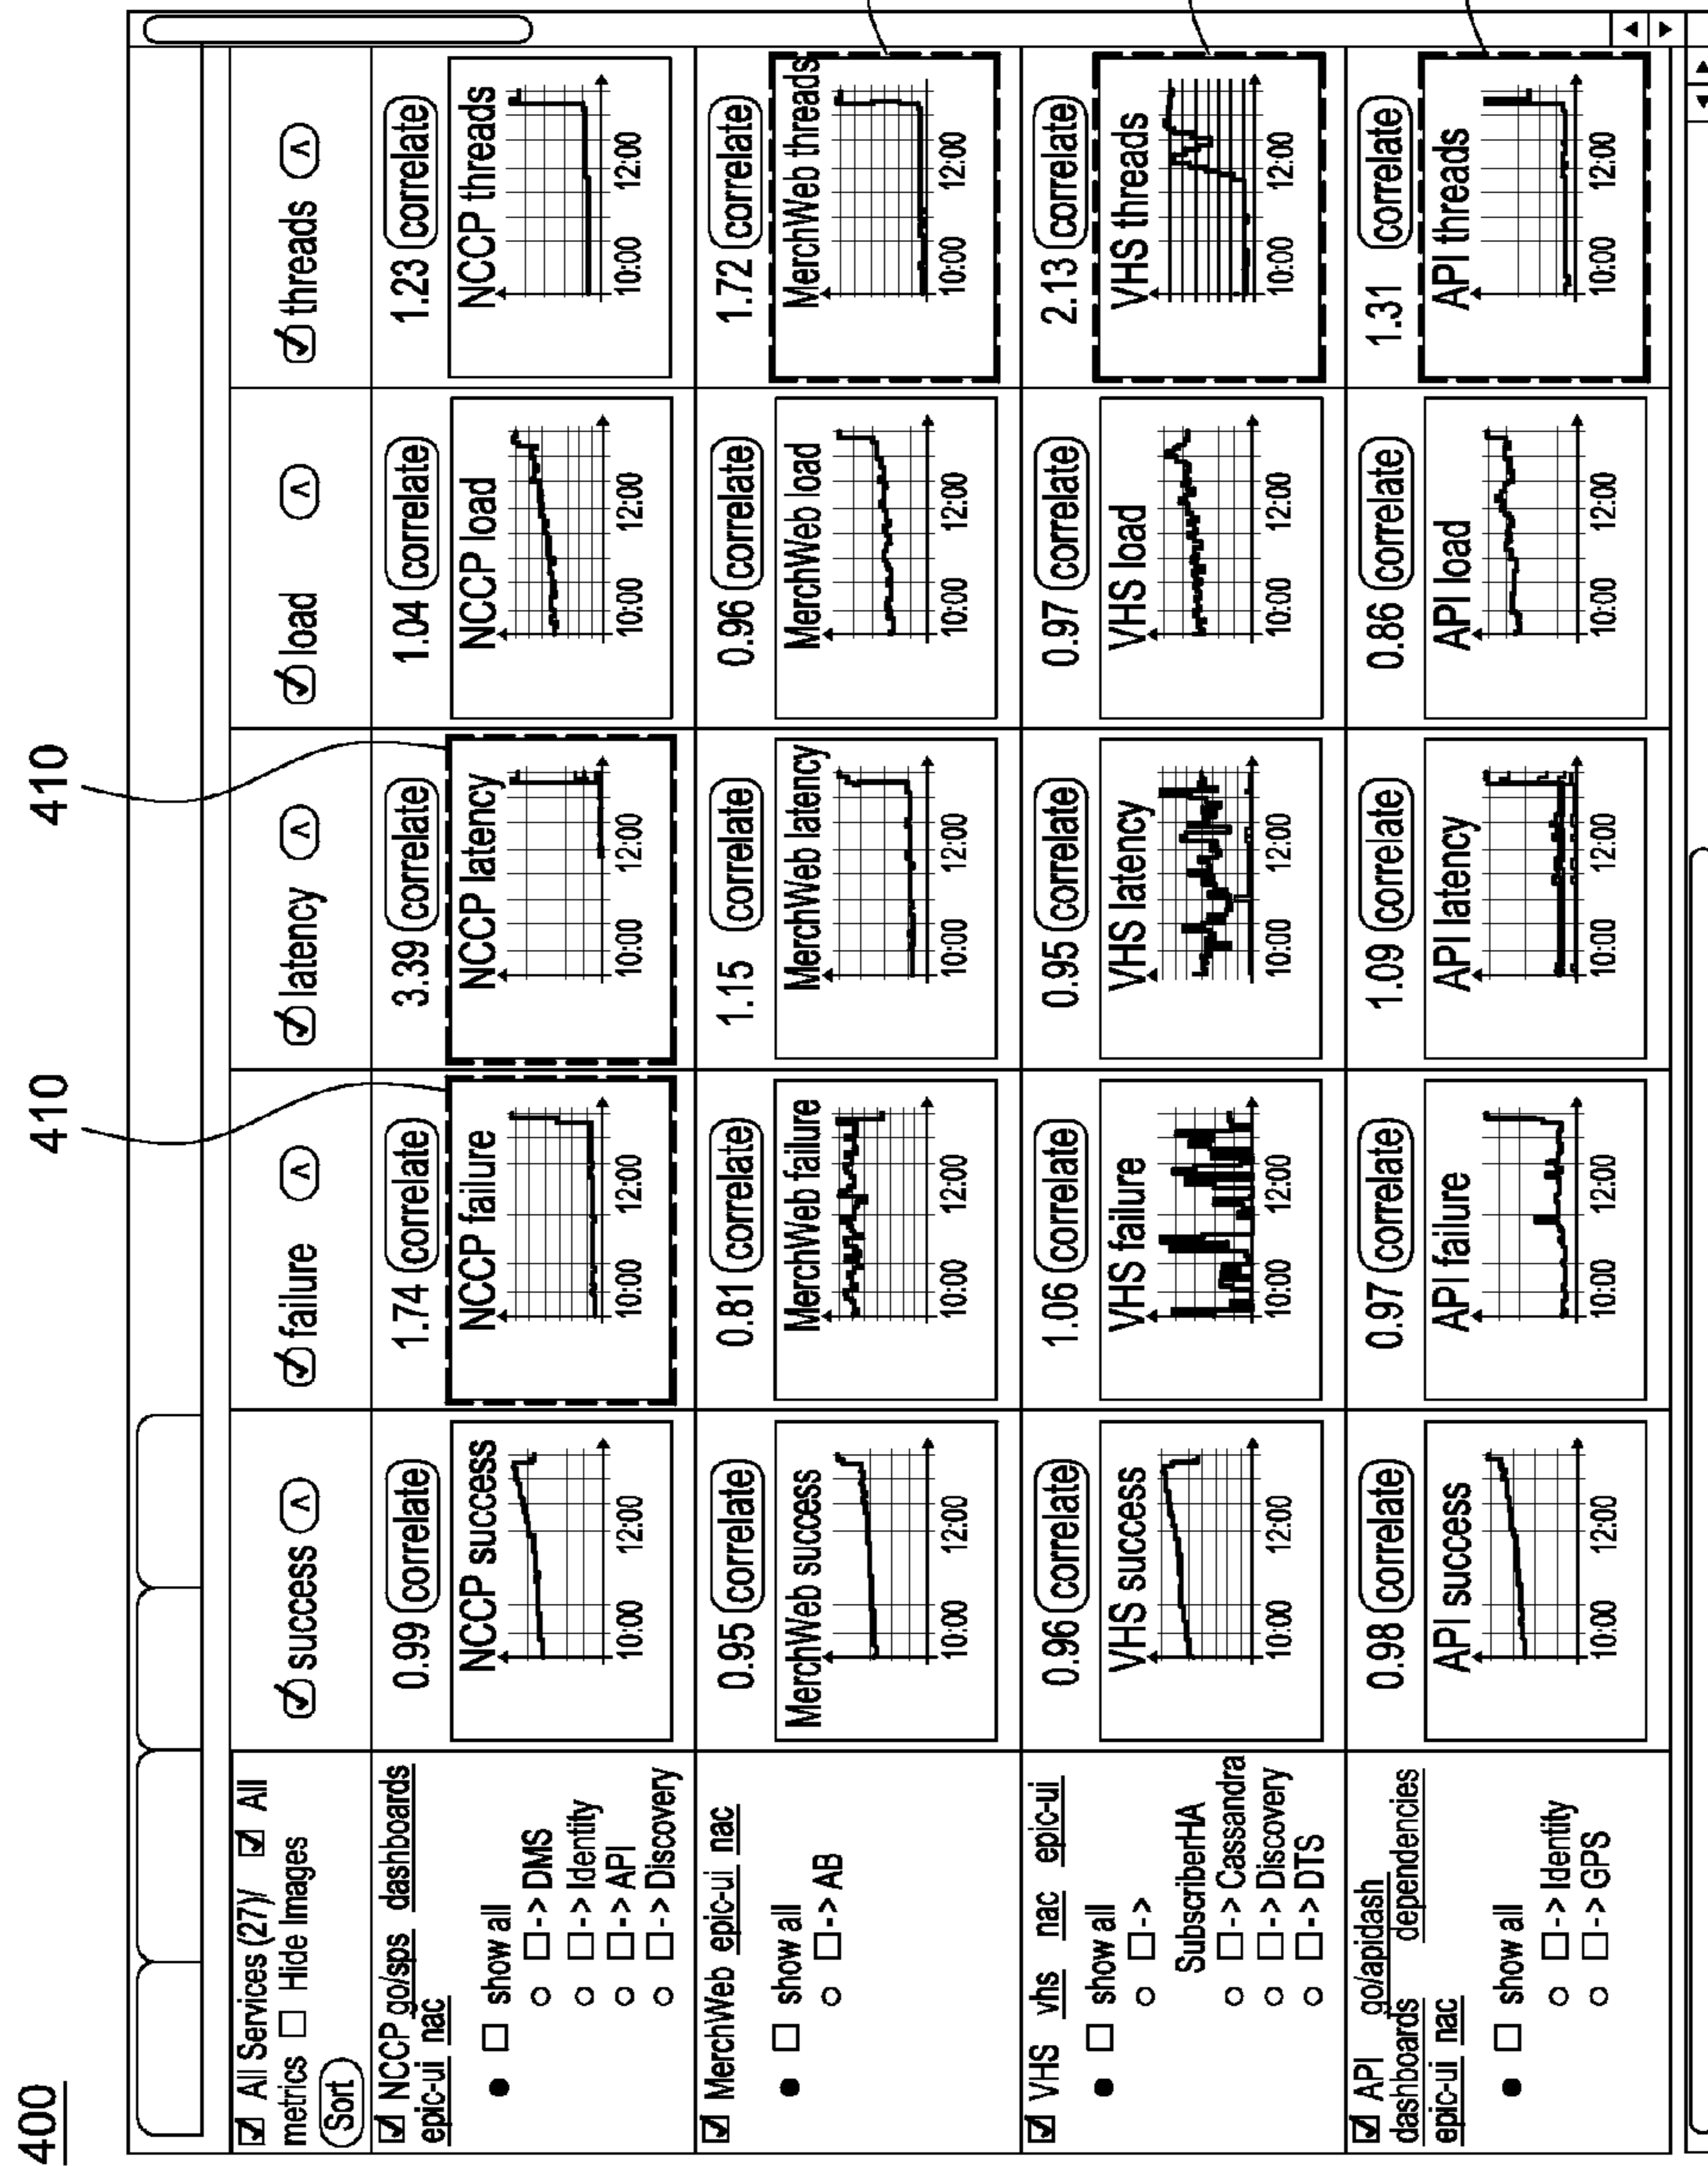 400
410
410
All Services (27)/ All
metrics Hide Images
Sort
success ^
failure ^
latency ^
load ^
threads ^
NCCP go/sps dashboards
epic-ui nac
show all
-> DMS
-> Identity
-> API
-> Discovery
0.99 correlate
NCCP success
10:00 12:00
1.74 correlate
NCCP failure
10:00 12:00
3.39 correlate
NCCP latency
10:00 12:00
1.04 correlate
NCCP load
10:00 12:00
1.23 correlate
NCCP threads
10:00 12:00
MerchWeb epic-ui nac
show all
-> AB
0.95 correlate
MerchWeb success
10:00 12:00
0.81 correlate
MerchWeb failure
10:00 12:00
1.15 correlate
MerchWeb latency
10:00 12:00
0.96 correlate
MerchWeb load
10:00 12:00
1.72 correlate
MerchWeb threads
10:00 12:00
VHS vhs nac epic-ui
show all
->
SubscriberHA
-> Cassandra
-> Discovery
-> DTS
0.96 correlate
VHS success
10:00 12:00
1.06 correlate
VHS failure
10:00 12:00
0.95 correlate
VHS latency
10:00 12:00
0.97 correlate
VHS load
10:00 12:00
2.13 correlate
VHS threads
10:00 12:00
API go/apidash
dashboards dependencies
epic-ui nac
show all
-> Identity
-> GPS
0.98 correlate
API success
10:00 12:00
0.97 correlate
API failure
10:00 12:00
1.09 correlate
API latency
10:00 12:00
0.86 correlate
API load
10:00 12:00
1.31 correlate
API threads
10:00 12:00